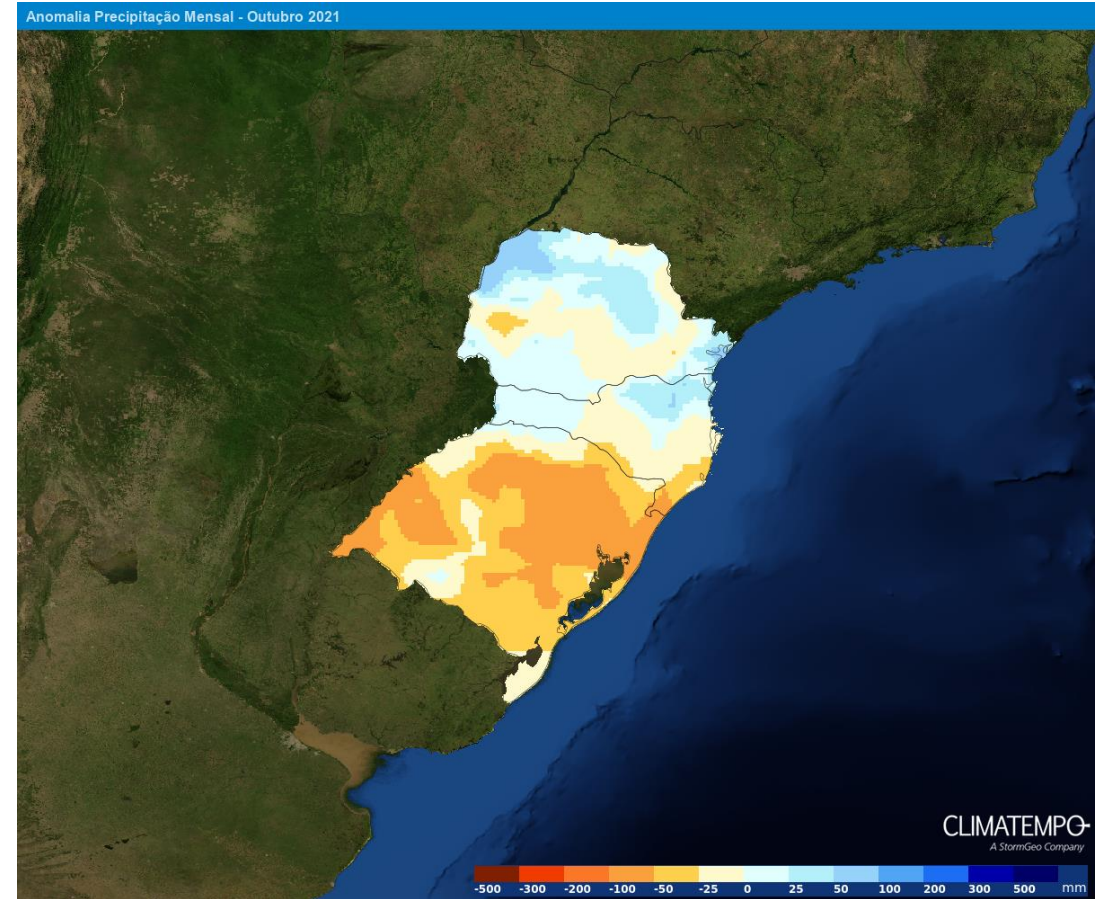 Anomalia Precipitação Mensal - Outubro 2021
CLIMATEMPO
A StormGeo Company
-500 -300 -200 -100 -50 -25 0 25 50 100 200 300 500 mm